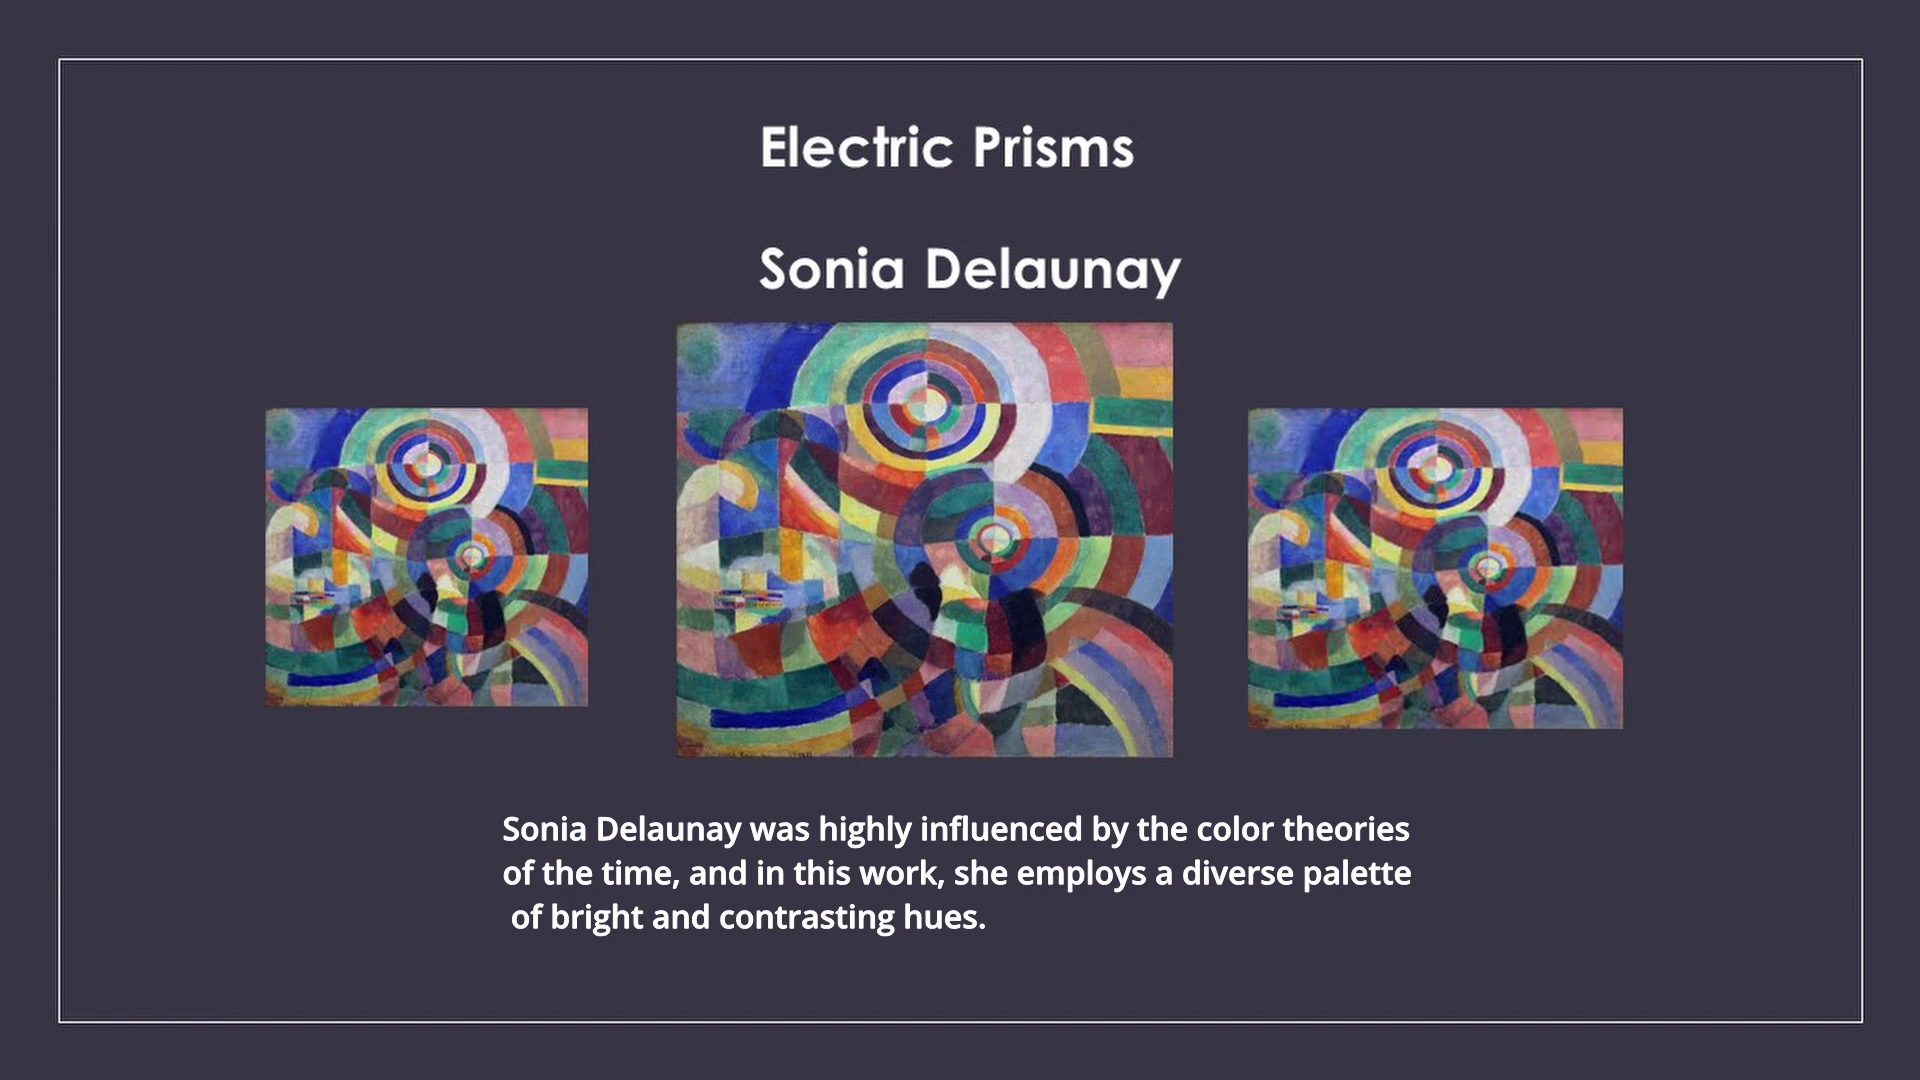 Electric Prisms
Sonia Delaunay
Sonia Delaunay was highly influenced by the color theories
of the time, and in this work, she employs a diverse palette
of bright and contrasting hues.